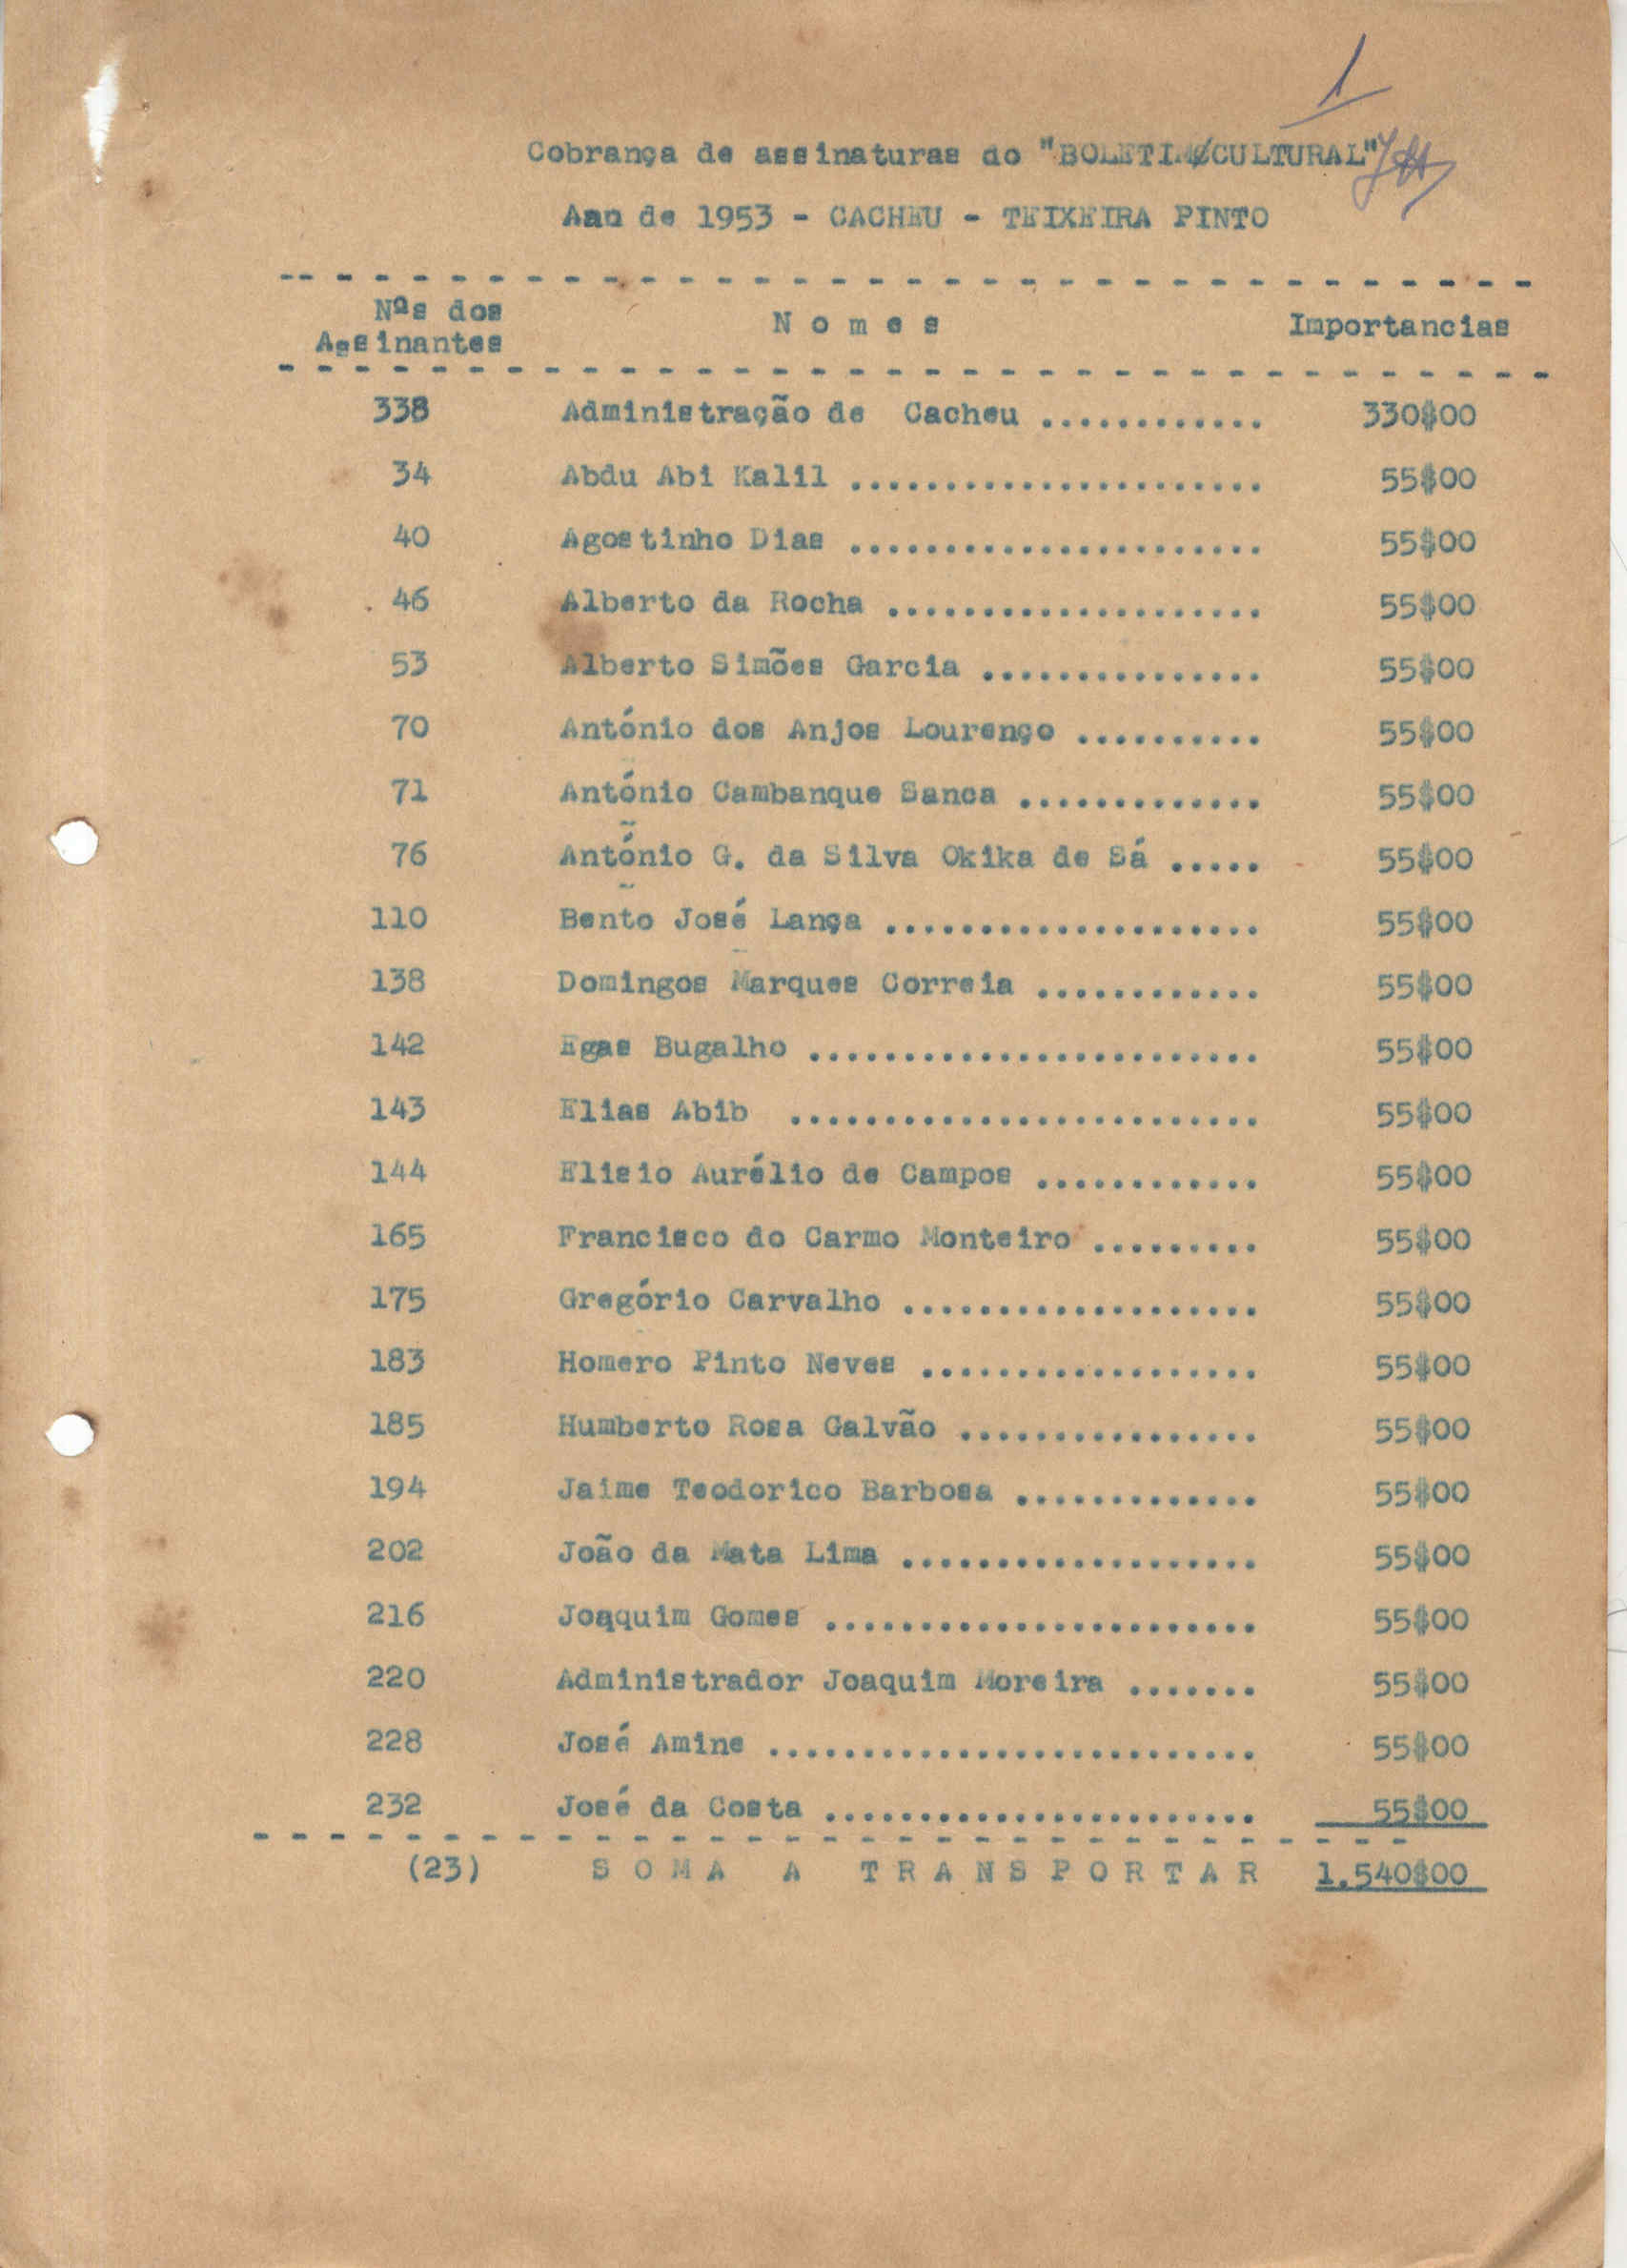 1
Cobrança de assinaturas do "BOLETIM CULTURAL"
Ano de 1953 - CACHEU - TEIXEIRA PINTO
Nºs dos Assinantes N o m e s Importancias
338 Administração de Cacheu ............ 330$00
34 Abdu Abi Kalil ...................... 55$00
40 Agostinho Dias ...................... 55$00
46 Alberto da Rocha .................... 55$00
53 Alberto Simões Garcia ............... 55$00
70 António dos Anjos Lourenço .......... 55$00
71 António Cambanque Sanca ............. 55$00
76 António G. da Silva Okika de Sá ..... 55$00
110 Bento José Lança .................... 55$00
138 Domingos Marques Correia ............ 55$00
142 Egas Bugalho ........................ 55$00
143 Elias Abib ......................... 55$00
144 Elisio Aurélio de Campos ............ 55$00
165 Francisco do Carmo Monteiro ......... 55$00
175 Gregório Carvalho ................... 55$00
183 Homero Pinto Neves .................. 55$00
185 Humberto Rosa Galvão ................ 55$00
194 Jaime Teodorico Barbosa ............. 55$00
202 João da Mata Lima ................... 55$00
216 Joaquim Gomes ....................... 55$00
220 Administrador Joaquim Moreira ....... 55$00
228 José Amine .......................... 55$00
232 José da Costa ....................... 55$00
(23) S O M A A T R A N S P O R T A R 1.540$00